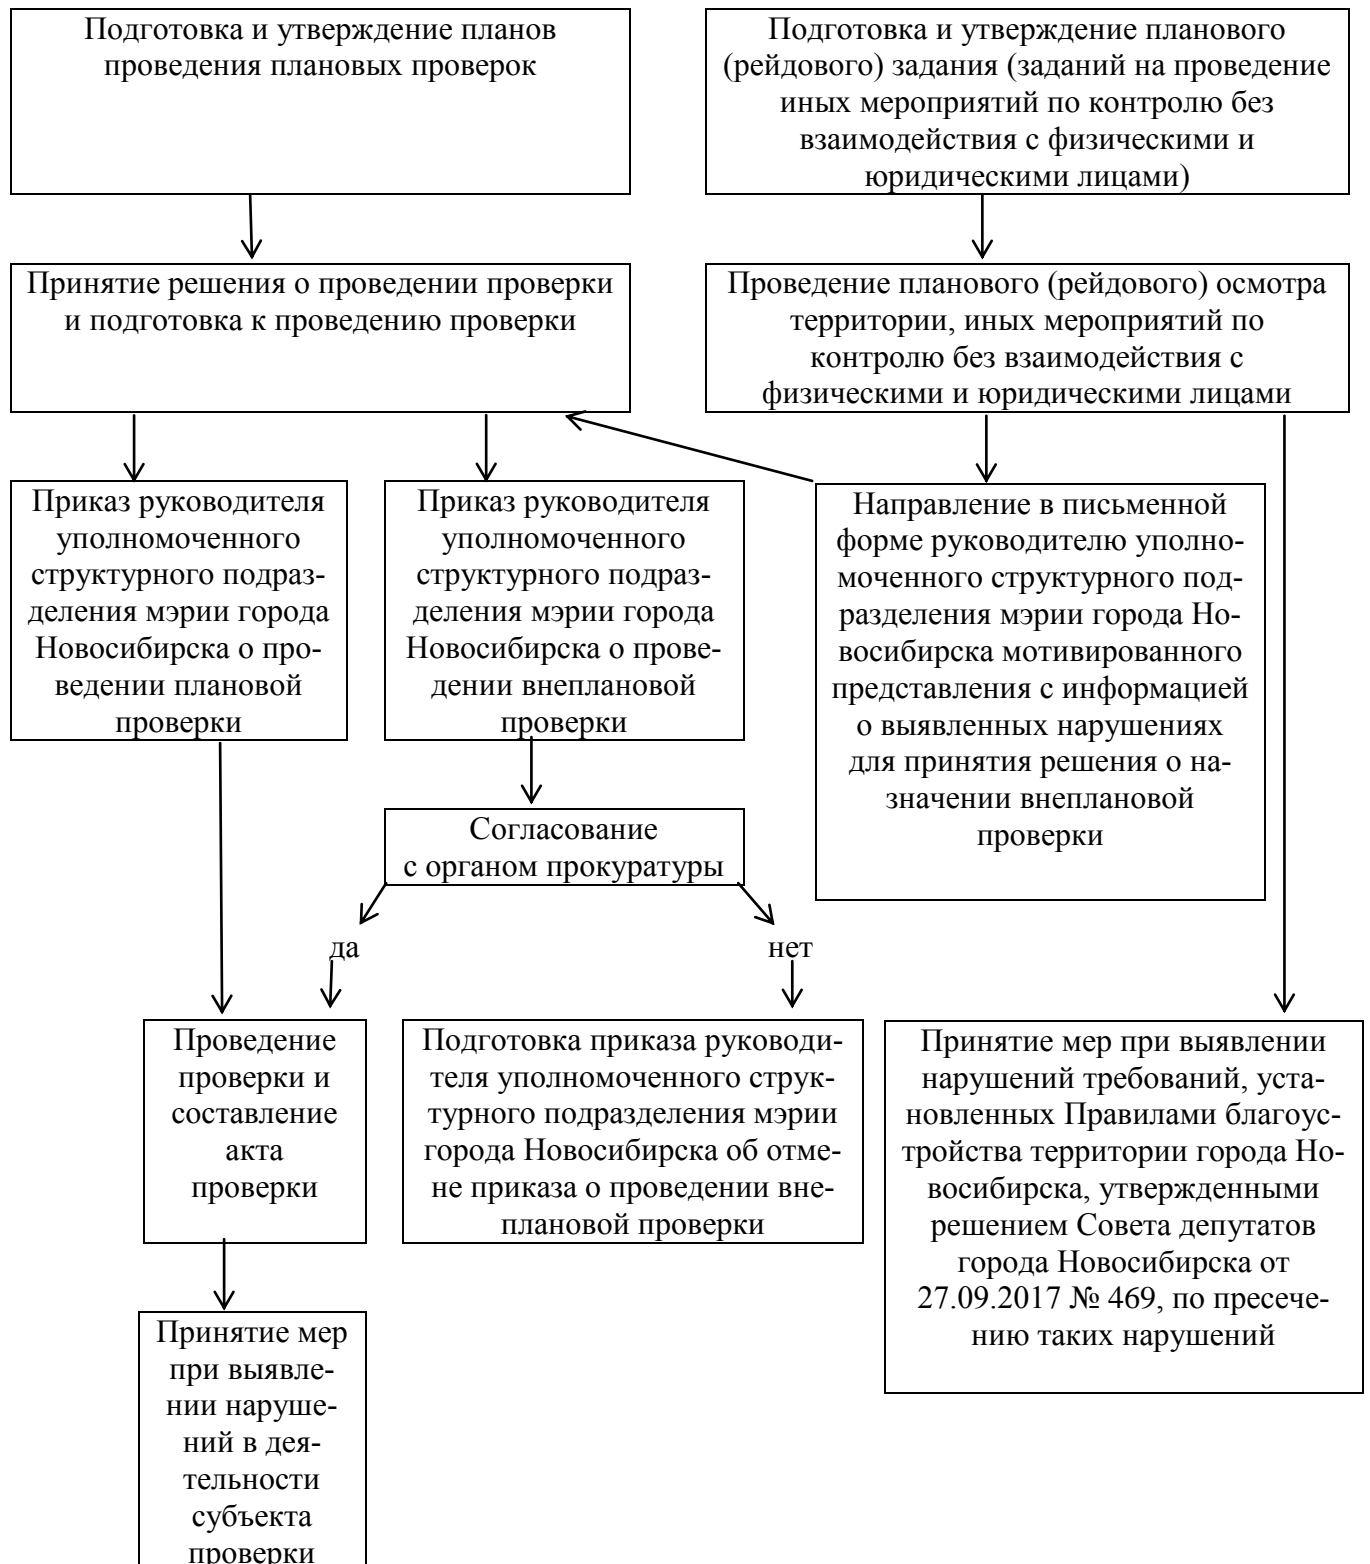 Подготовка и утверждение планов
проведения плановых проверок
Подготовка и утверждение планового
(рейдового) задания (заданий на проведение
иных мероприятий по контролю без
взаимодействия с физическими и
юридическими лицами)
Принятие решения о проведении проверки
и подготовка к проведению проверки
Проведение планового (рейдового) осмотра
территории, иных мероприятий по
контролю без взаимодействия с
физическими и юридическими лицами
Приказ руководителя
уполномоченного
структурного подраз-
деления мэрии города
Новосибирска о про-
ведении плановой
проверки
Приказ руководителя
уполномоченного
структурного подраз-
деления мэрии города
Новосибирска о прове-
дении внеплановой
проверки
Направление в письменной
форме руководителю уполно-
моченного структурного под-
разделения мэрии города Но-
восибирска мотивированного
представления с информацией
о выявленных нарушениях
для принятия решения о на-
значении внеплановой
проверки
Согласование
с органом прокуратуры
да
нет
Проведение
проверки и
составление
акта
проверки
Подготовка приказа руководи-
теля уполномоченного струк-
турного подразделения мэрии
города Новосибирска об отме-
не приказа о проведении вне-
плановой проверки
Принятие мер при выявлении
нарушений требований, уста-
новленных Правилами благоус-
тройства территории города Но-
восибирска, утвержденными
решением Совета депутатов
города Новосибирска от
27.09.2017 № 469, по пресече-
нию таких нарушений
Принятие мер
при выявле-
нии наруше-
ний в дея-
тельности
субъекта
проверки